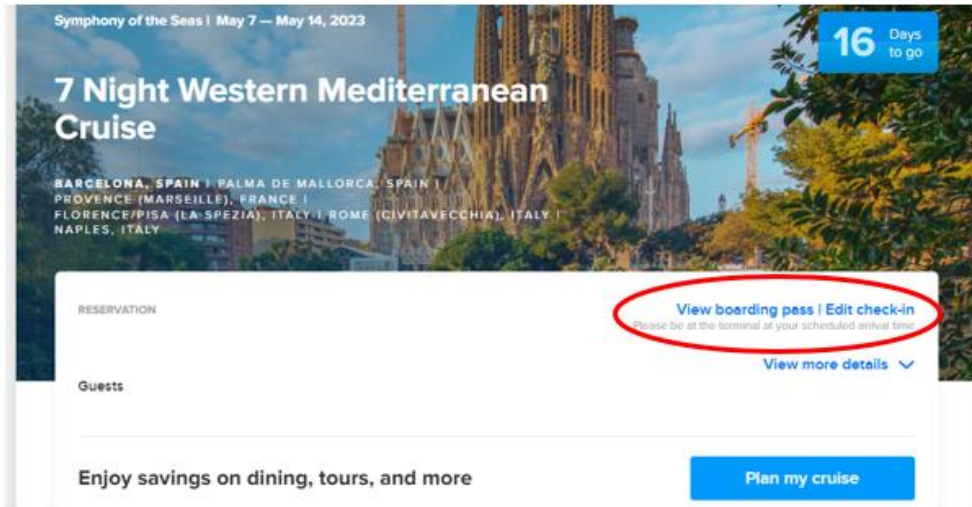 Symphony of the Seas | May 7 — May 14, 2023
16 Days
to go
7 Night Western Mediterranean
Cruise
BARCELONA, SPAIN | PALMA DE MALLORCA, SPAIN |
PROVENCE (MARSEILLE), FRANCE |
FLORENCE/PISA (LA SPEZIA), ITALY | ROME (CIVITAVECCHIA), ITALY |
NAPLES, ITALY
RESERVATION
View boarding pass | Edit check-in
Please be at the terminal at your scheduled arrival time
View more details
Guests
Enjoy savings on dining, tours, and more
Plan my cruise